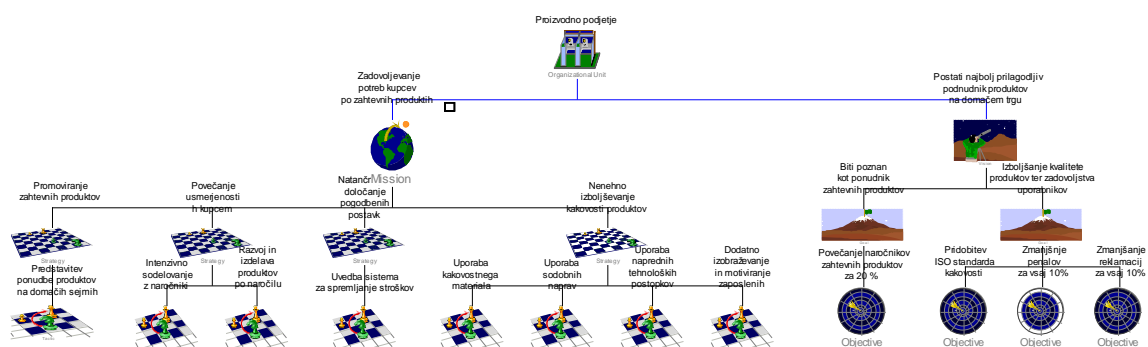 Proizvodno podjetje
Organizational Unit
Zadovoljevanje
potreb kupcev
po zahtevnih produktih
Mission
Postati najbolj prilagodljiv
podnudnik produktov
na domačem trgu
Promoviranje
zahtevnih produktov
Strategy
Povečanje
usmerjenosti
h kupcem
Strategy
določanje
pogodbenih
postavk
Strategy
Nenehno
izboljševanje
kakovosti produktov
Strategy
Biti poznan
kot ponudnik
zahtevnih produktov
Izboljšanje kvalitete
produktov ter zadovoljstva
uporabnikov
Predstavitev
ponudbe produktov
na domačih sejmih
Intenzivno
sodelovanje
z naročniki
Razvoj in
izdelava
produktov
po naročilu
Uvedba sistema
za spremljanje stroškov
Uporaba
kakovostnega
materiala
Uporaba
sodobnih
naprav
Uporaba
naprednih
tehnoloških
postopkov
Dodatno
izobraževanje
in motiviranje
zaposlenih
Povečanje naročnikov
zahtevnih produktov
za 20 %
Objective
Pridobitev
ISO standarda
kakovosti
Objective
Zmanjšnje
penalov
za vsaj 10%
Objective
Zmanjšanje
reklamacij
za vsaj 10%
Objective